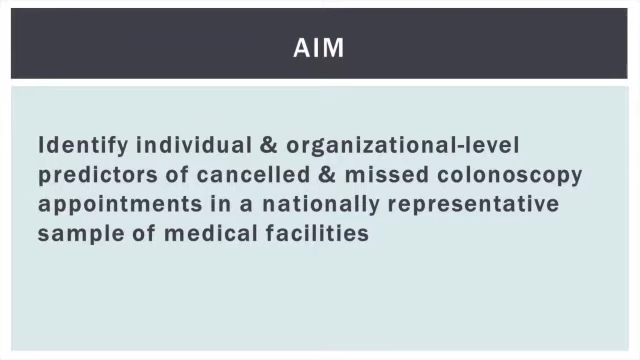 AIM
Identify individual & organizational-level
predictors of cancelled & missed colonoscopy
appointments in a nationally representative
sample of medical facilities